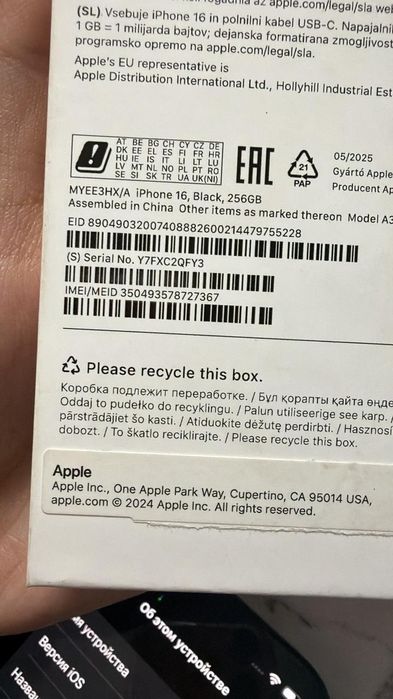 apple.com/legal/sla
(SL) Vsebuje iPhone 16 in polnilni kabel USB-C.
1 GB = 1 milijarda bajtov; dejanska formatirana
programsko opremo na apple.com/legal/sla.
Apple's EU representative is
Apple Distribution International Ltd., Hollyhill Industrial
AT BE BG CH CY CZ DE
DK EE EL ES FI FR HR
HU IE IS IT LI LT LU
LV MT NL NO PL PT RO
SE SI SK TR UA UK(NI)
EAC
21
PAP
05/2025
Gyártó Apple
Producent
MYEE3HX/A iPhone 16, Black, 256GB
Assembled in China Other items as marked thereon Model
EID 89049032007408882600214479755228
(S) Serial No. Y7FXC2QFY3
IMEI/MEID 350493578727367
Please recycle this box.
Коробка подлежит переработке. / Бұл қорапты қайта
Oddaj to pudełko do recyklingu. / Palun utiliseerige see karp. /
pārstrādājiet šo kasti. / Atiduokite dėžutę perdirbti. /
dobozt. / To škatlo reciklirajte. / Please recycle this box.
Apple
Apple Inc., One Apple Park Way, Cupertino, CA 95014 USA,
apple.com © 2024 Apple Inc. All rights reserved.
Об этом устройстве
устройства
Версия iOS